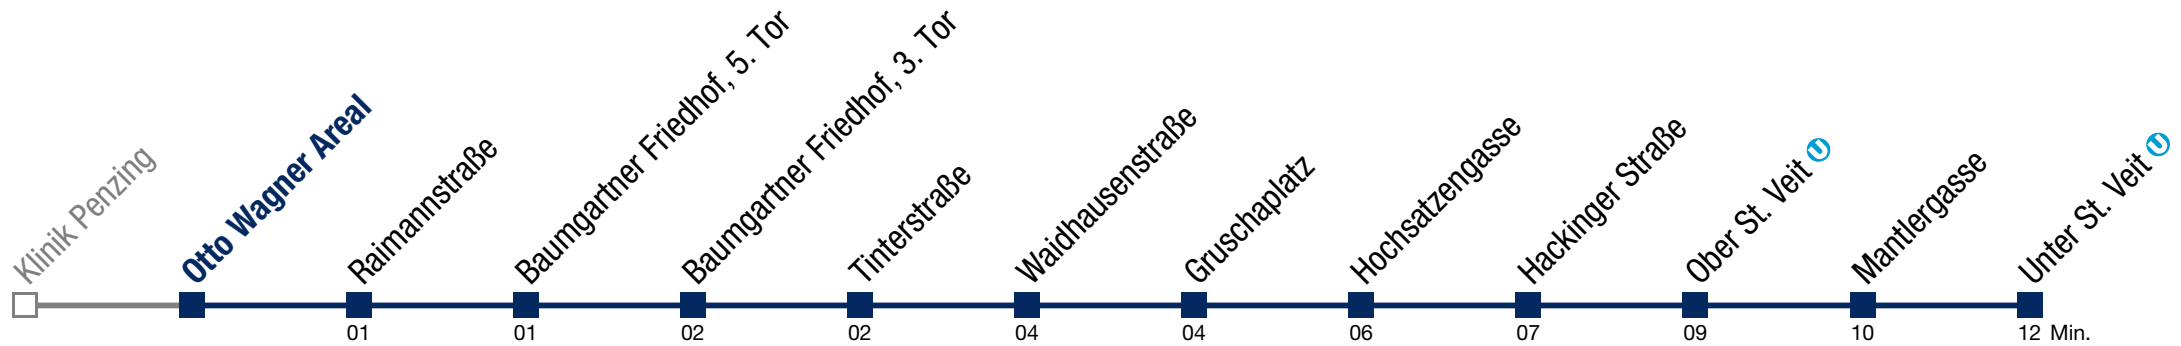 Klinik Penzing
Otto Wagner Areal
Raimannstraße
Baumgartner Friedhof, 5. Tor
Baumgartner Friedhof, 3. Tor
Tinterstraße
Waidhausenstraße
Gruschaplatz
Hochsatzengasse
Hackinger Straße
Ober St. Veit U
Mantlergasse
Unter St. Veit U
01 01 02 02 04 04 06 07 09 10 12 Min.